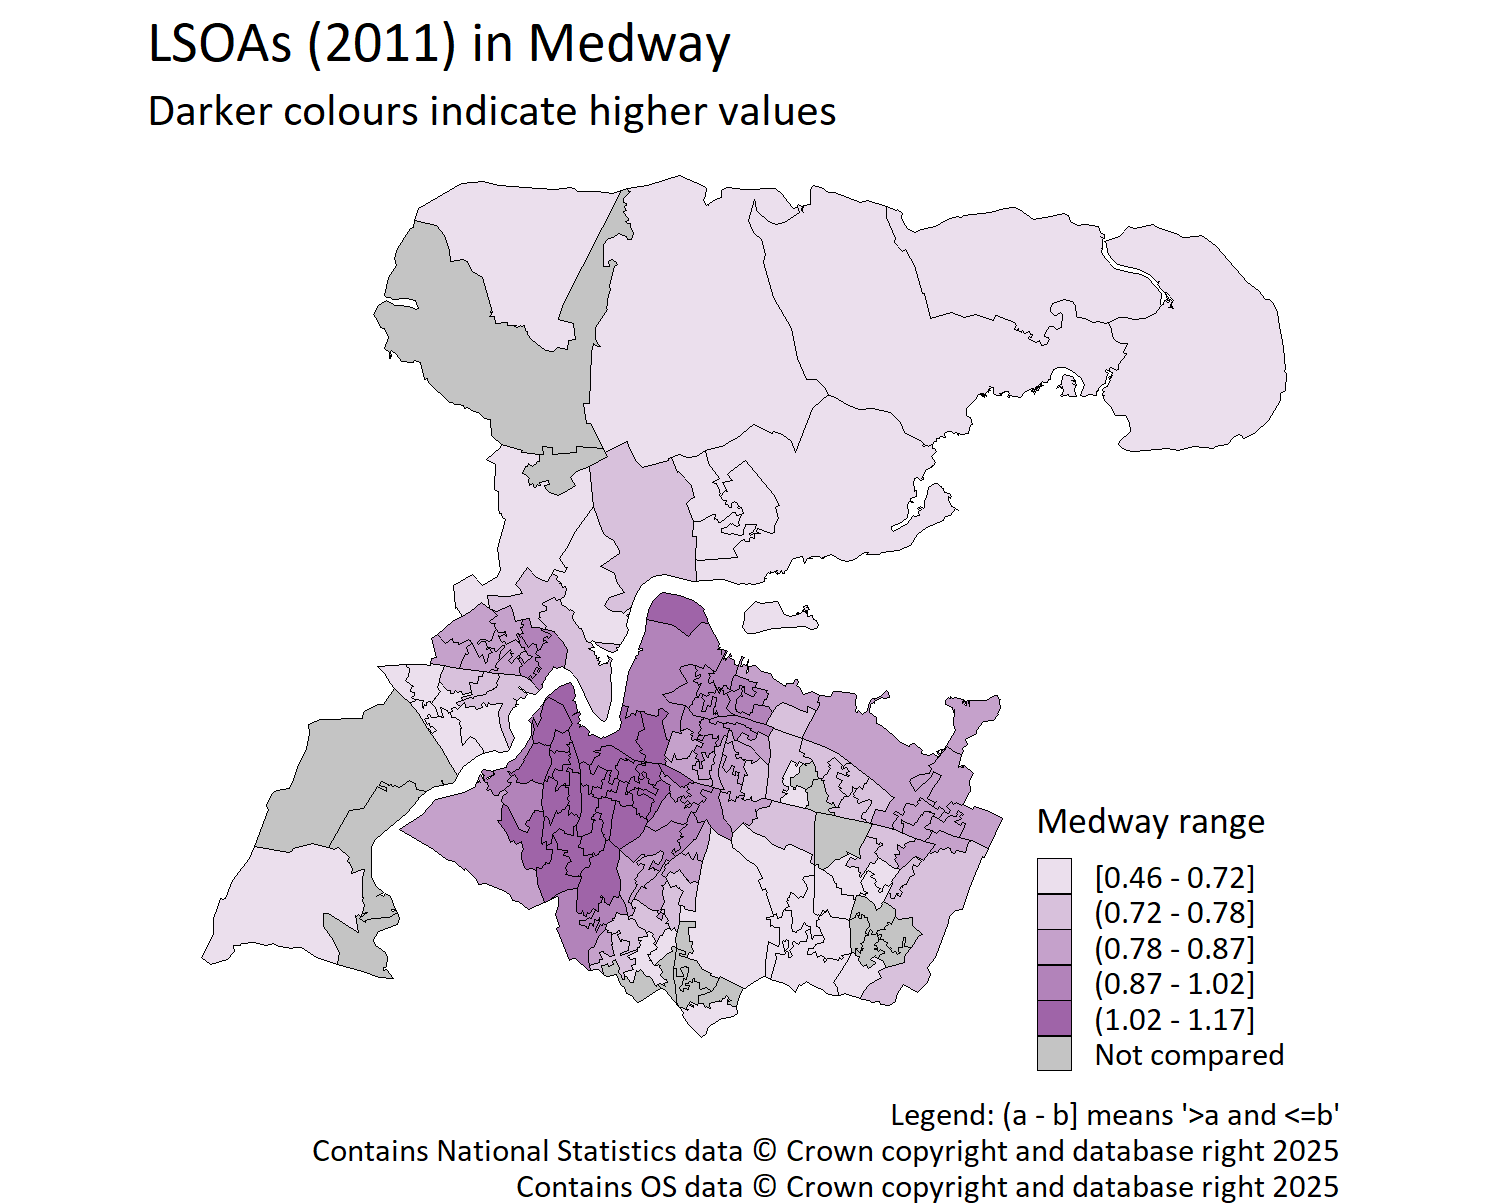 LSOAs (2011) in Medway
Darker colours indicate higher values
Medway range
[0.46 - 0.72]
(0.72 - 0.78]
(0.78 - 0.87]
(0.87 - 1.02]
(1.02 - 1.17]
Not compared
Legend: (a - b] means '>a and <=b'
Contains National Statistics data © Crown copyright and database right 2025
Contains OS data © Crown copyright and database right 2025